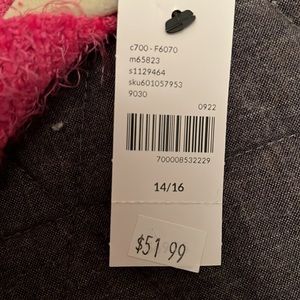 c700 - F6070
m65823
s1129464
sku601057953
9030
0922
700008532229
14/16
$51.99